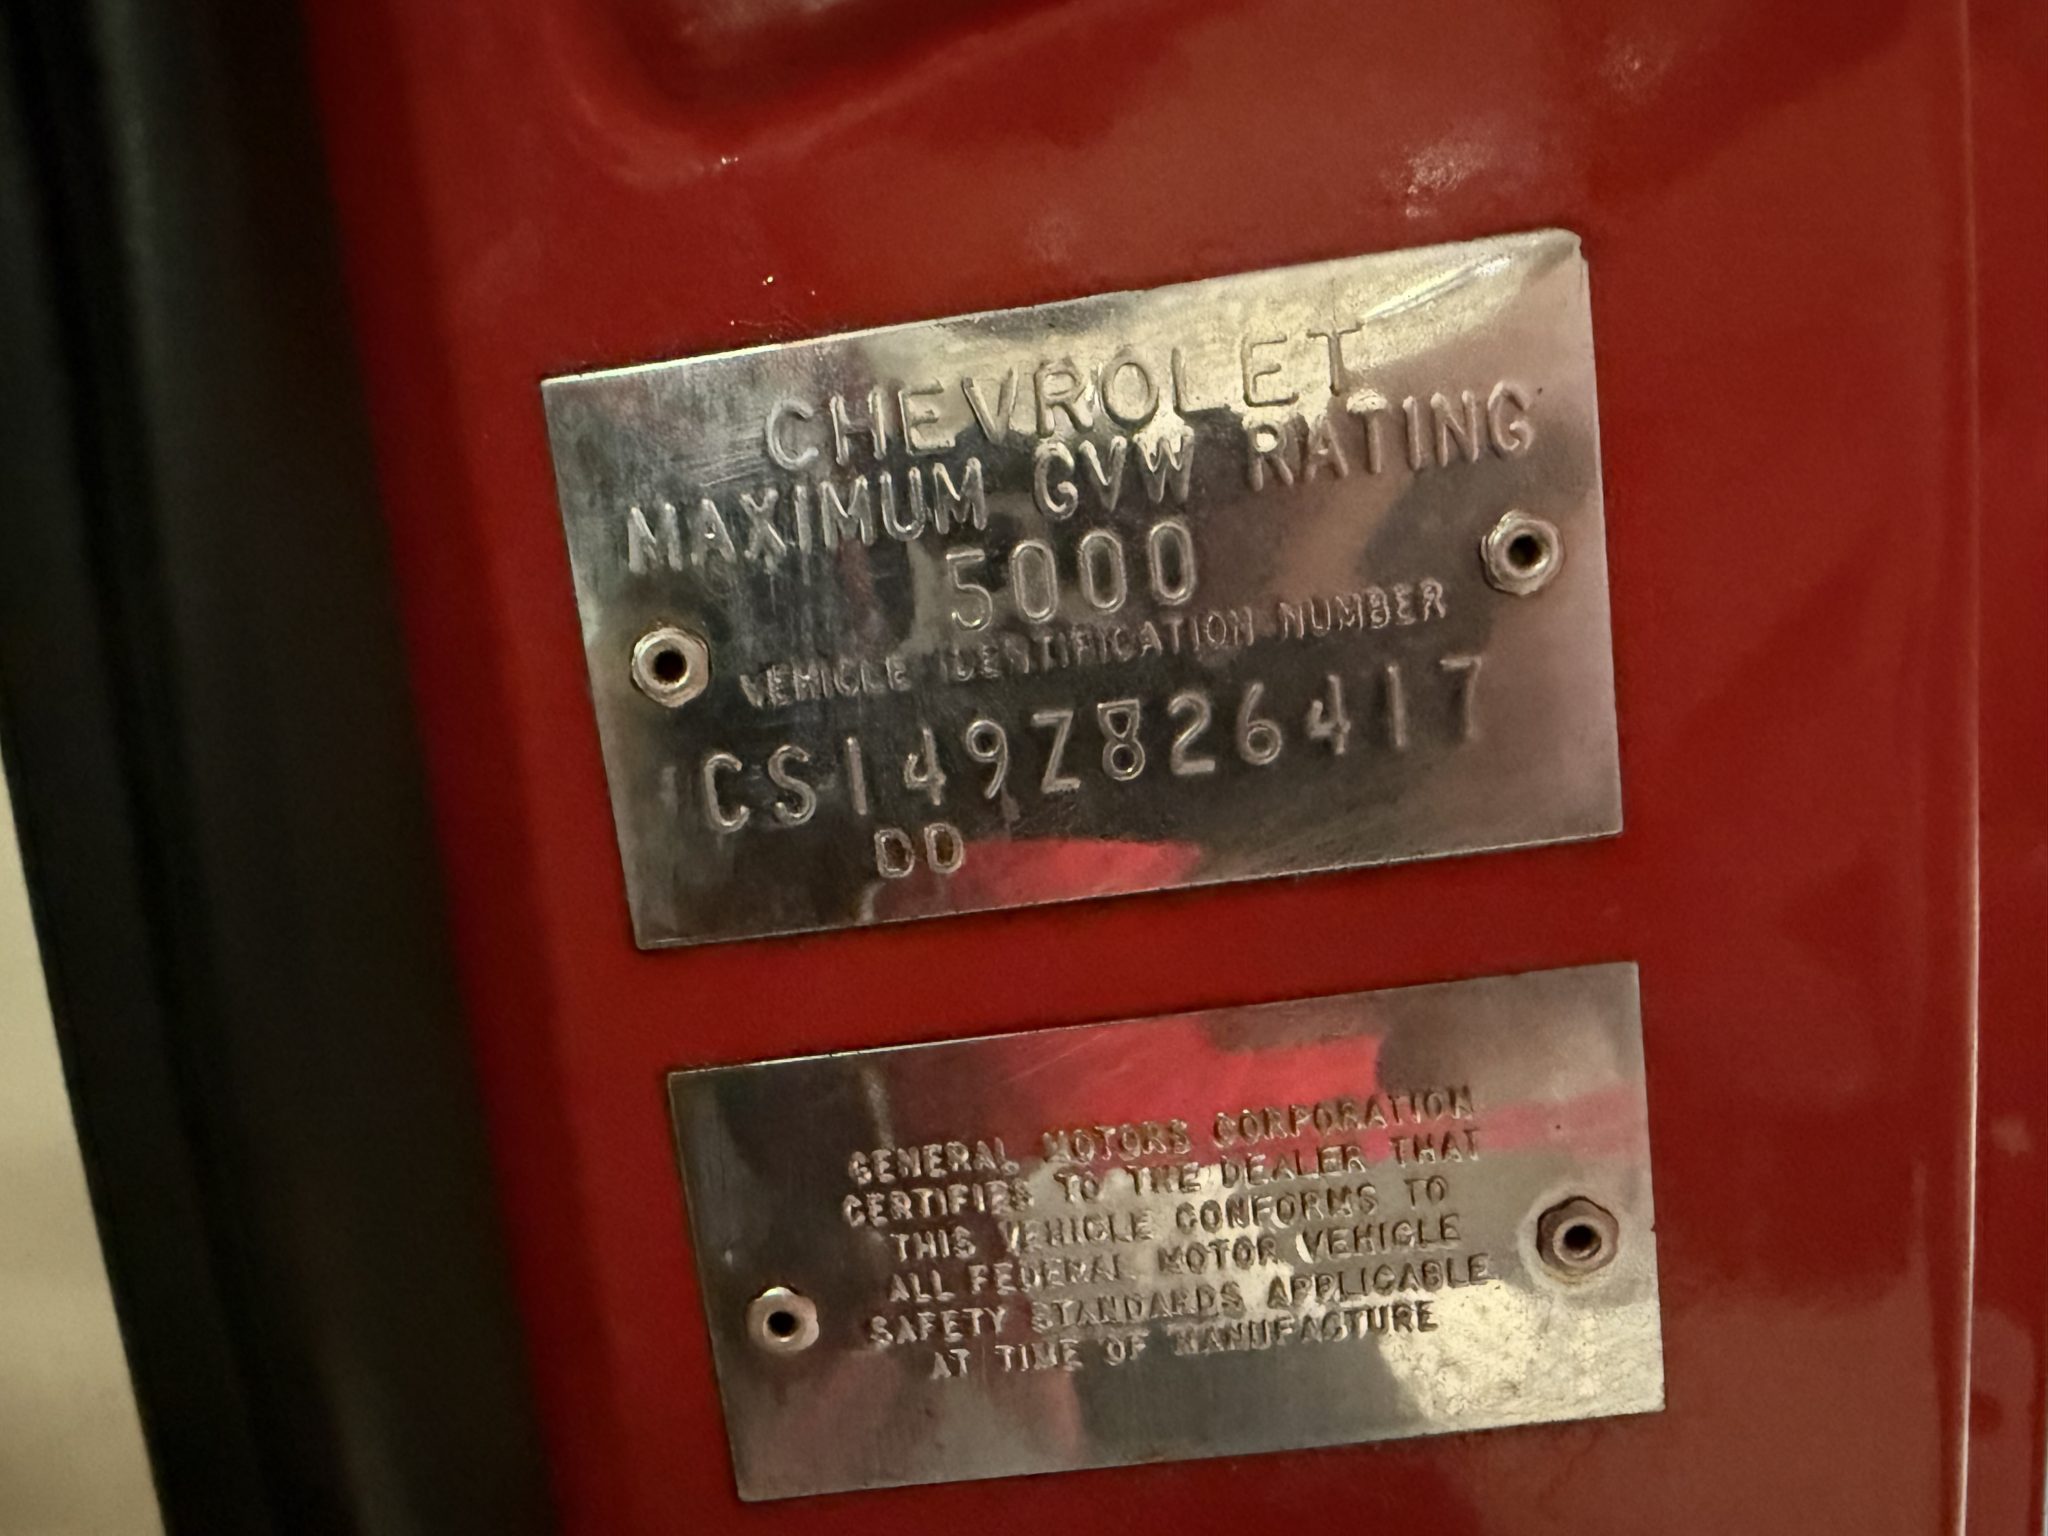 CHEVROLET
MAXIMUM GVW RATING
5000
VEHICLE IDENTIFICATION NUMBER
CS149Z826417
DD
GENERAL MOTORS CORPORATION
CERTIFIES TO THE DEALER THAT
THIS VEHICLE CONFORMS TO
ALL FEDERAL MOTOR VEHICLE
SAFETY STANDARDS APPLICABLE
AT TIME OF MANUFACTURE